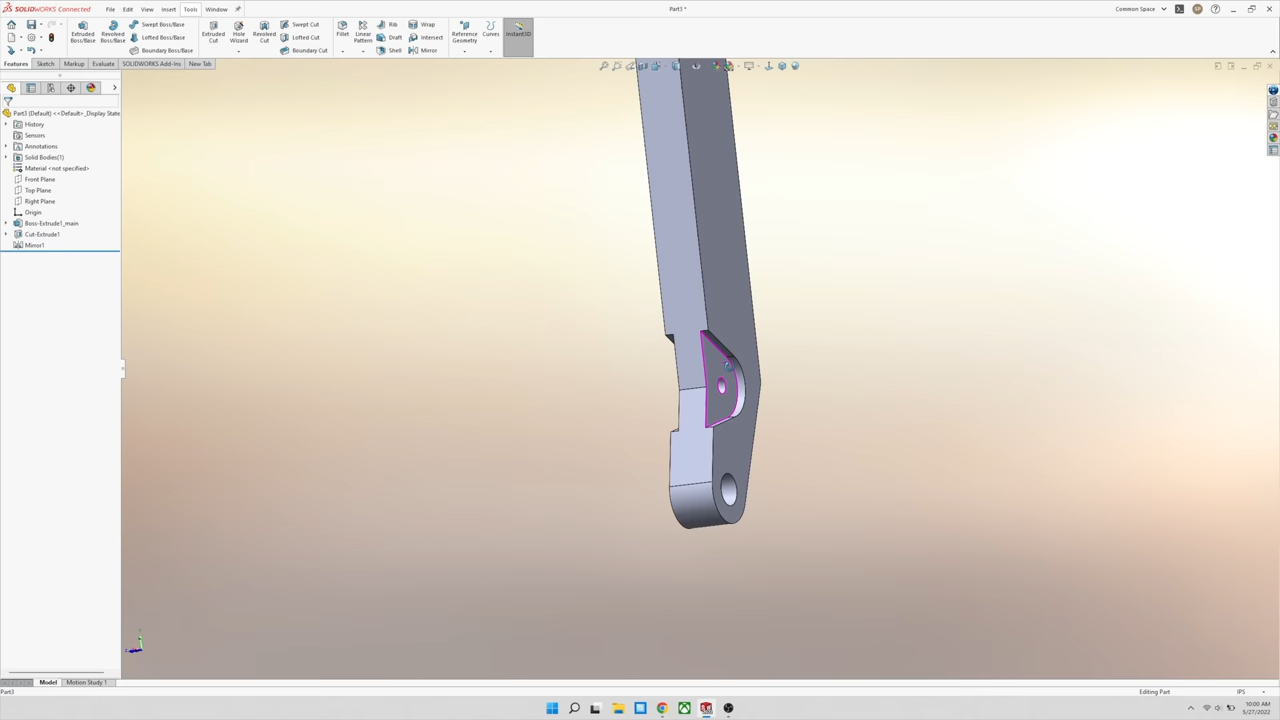 SOLIDWORKS Connected
File Edit View Insert Tools Window
Part3 *
Common Space
SP
Extruded Boss/Base
Revolved Boss/Base
Swept Boss/Base
Lofted Boss/Base
Boundary Boss/Base
Extruded Cut
Hole Wizard
Revolved Cut
Swept Cut
Lofted Cut
Boundary Cut
Fillet
Linear Pattern
Rib
Draft
Shell
Wrap
Intersect
Mirror
Reference Geometry
Curves
Instant3D
Features Sketch Markup Evaluate SOLIDWORKS Add-Ins New Tab
Part3 (Default) <<Default>_Display State
History
Sensors
Annotations
Solid Bodies(1)
Material <not specified>
Front Plane
Top Plane
Right Plane
Origin
Boss-Extrude1_main
Cut-Extrude1
Mirror1
Model Motion Study 1
Part3
Editing Part
IPS
10:00 AM
5/27/2022